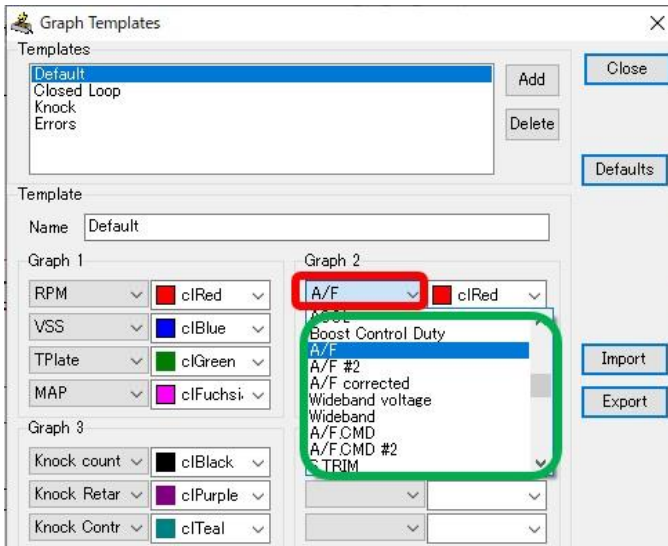 Graph Templates
Templates
Default
Closed Loop
Knock
Errors
Add
Delete
Close
Defaults
Template
Name Default
Graph 1
RPM clRed
VSS clBlue
TPlate clGreen
MAP clFuchsi
Graph 2
A/F clRed
Boost Control Duty
A/F
A/F #2
A/F corrected
Wideband voltage
Wideband
A/F.CMD
A/F.CMD #2
S.TRIM
Import
Export
Graph 3
Knock count clBlack
Knock Retar clPurple
Knock Contr clTeal